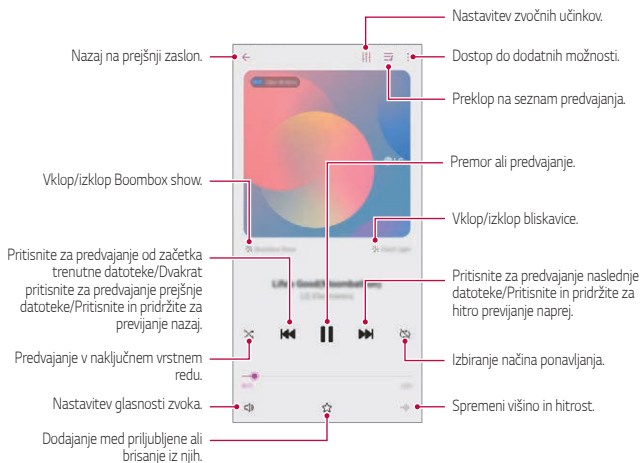 Nastavitev zvočnih učinkov.
Nazaj na prejšnji zaslon.
Dostop do dodatnih možnosti.
Preklop na seznam predvajanja.
LG
Premor ali predvajanje.
Vklop/izklop Boombox show.
Vklop/izklop bliskavice.
Pritisnite za predvajanje od začetka
trenutne datoteke/Dvakrat
pritisnite za predvajanje prejšnje
datoteke/Pritisnite in pridržite za
previjanje nazaj.
Pritisnite za predvajanje naslednje
datoteke/Pritisnite in pridržite za
hitro previjanje naprej.
Predvajanje v naključnem vrstnem
redu.
Izbiranje načina ponavljanja.
Nastavitev glasnosti zvoka.
Spremeni višino in hitrost.
Dodajanje med priljubljene ali
brisanje iz njih.